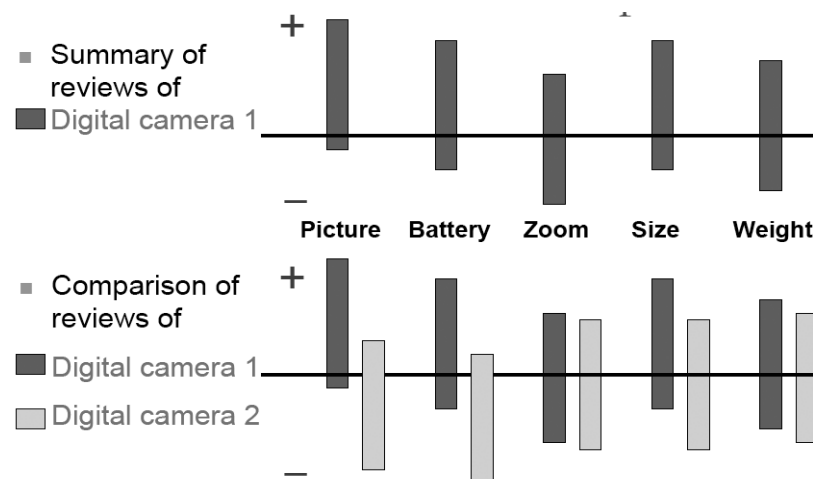 +
Summary of
reviews of
Digital camera 1
_
Picture Battery Zoom Size Weight
+
Comparison of
reviews of
Digital camera 1
Digital camera 2
_